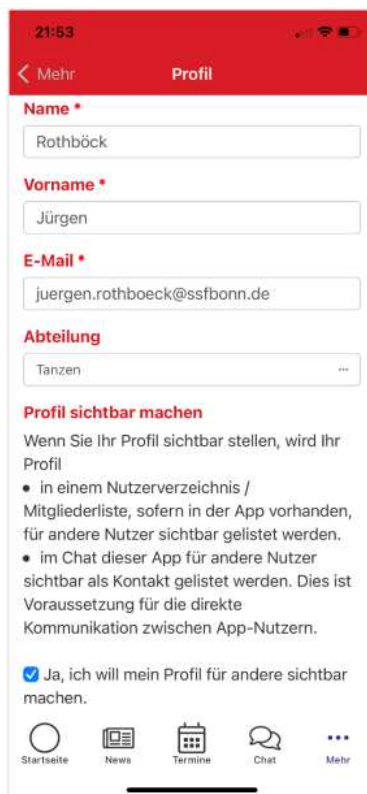 21:53
Mehr
Profil
Name *
Rothböck
Vorname *
Jürgen
E-Mail *
juergen.rothboeck@ssfbonn.de
Abteilung
Tanzen ...
Profil sichtbar machen
Wenn Sie Ihr Profil sichtbar stellen, wird Ihr
Profil
• in einem Nutzerverzeichnis /
Mitgliederliste, sofern in der App vorhanden,
für andere Nutzer sichtbar gelistet werden.
• im Chat dieser App für andere Nutzer
sichtbar als Kontakt gelistet werden. Dies ist
Voraussetzung für die direkte
Kommunikation zwischen App-Nutzern.
Ja, ich will mein Profil für andere sichtbar
machen.
Startseite News Termine Chat Mehr